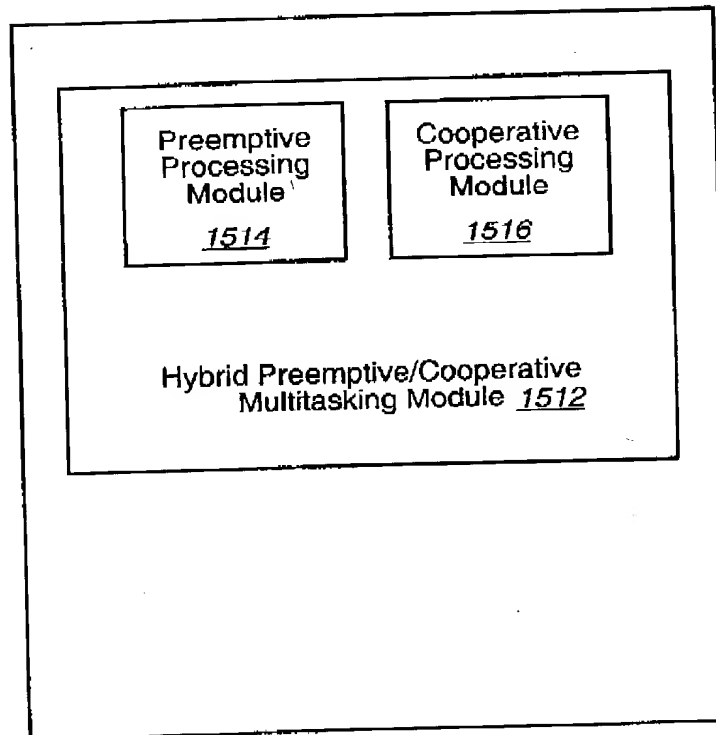 Preemptive
Processing
Module
1514
Cooperative
Processing
Module
1516
Hybrid Preemptive/Cooperative
Multitasking Module 1512